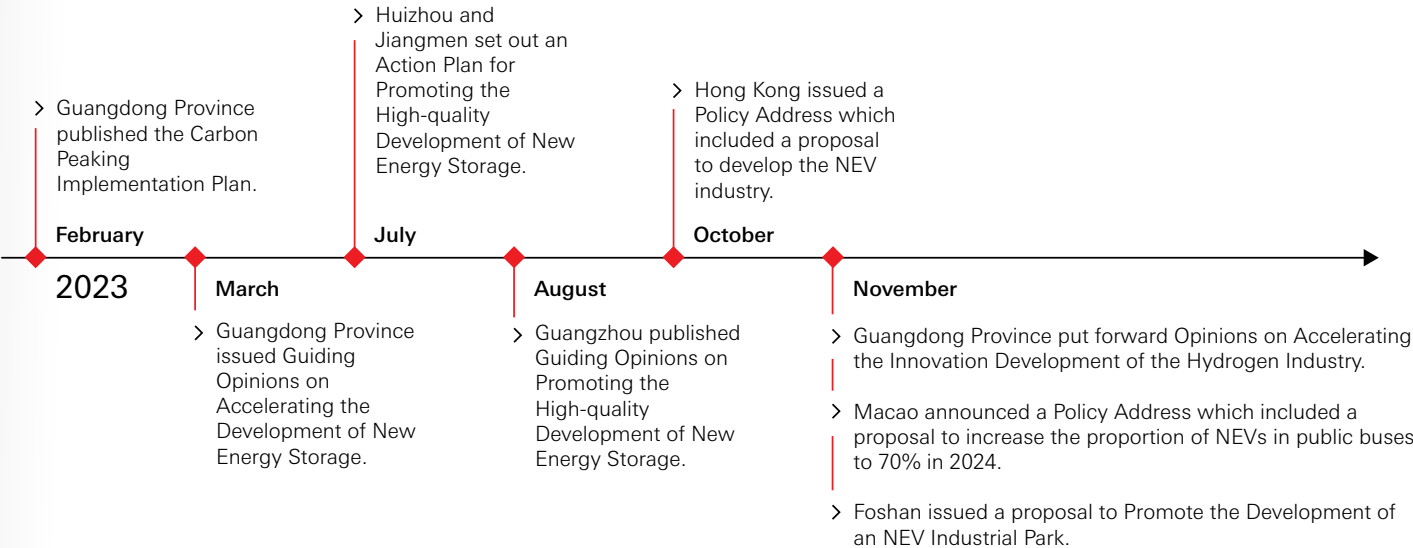 > Guangdong Province
published the Carbon
Peaking
Implementation Plan.
February
2023
March
> Guangdong Province
issued Guiding
Opinions on
Accelerating the
Development of New
Energy Storage.
> Huizhou and
Jiangmen set out an
Action Plan for
Promoting the
High-quality
Development of New
Energy Storage.
July
August
> Guangzhou published
Guiding Opinions on
Promoting the
High-quality
Development of New
Energy Storage.
> Hong Kong issued a
Policy Address which
included a proposal
to develop the NEV
industry.
October
November
> Guangdong Province put forward Opinions on Accelerating
the Innovation Development of the Hydrogen Industry.
> Macao announced a Policy Address which included a
proposal to increase the proportion of NEVs in public buses
to 70% in 2024.
> Foshan issued a proposal to Promote the Development of
an NEV Industrial Park.